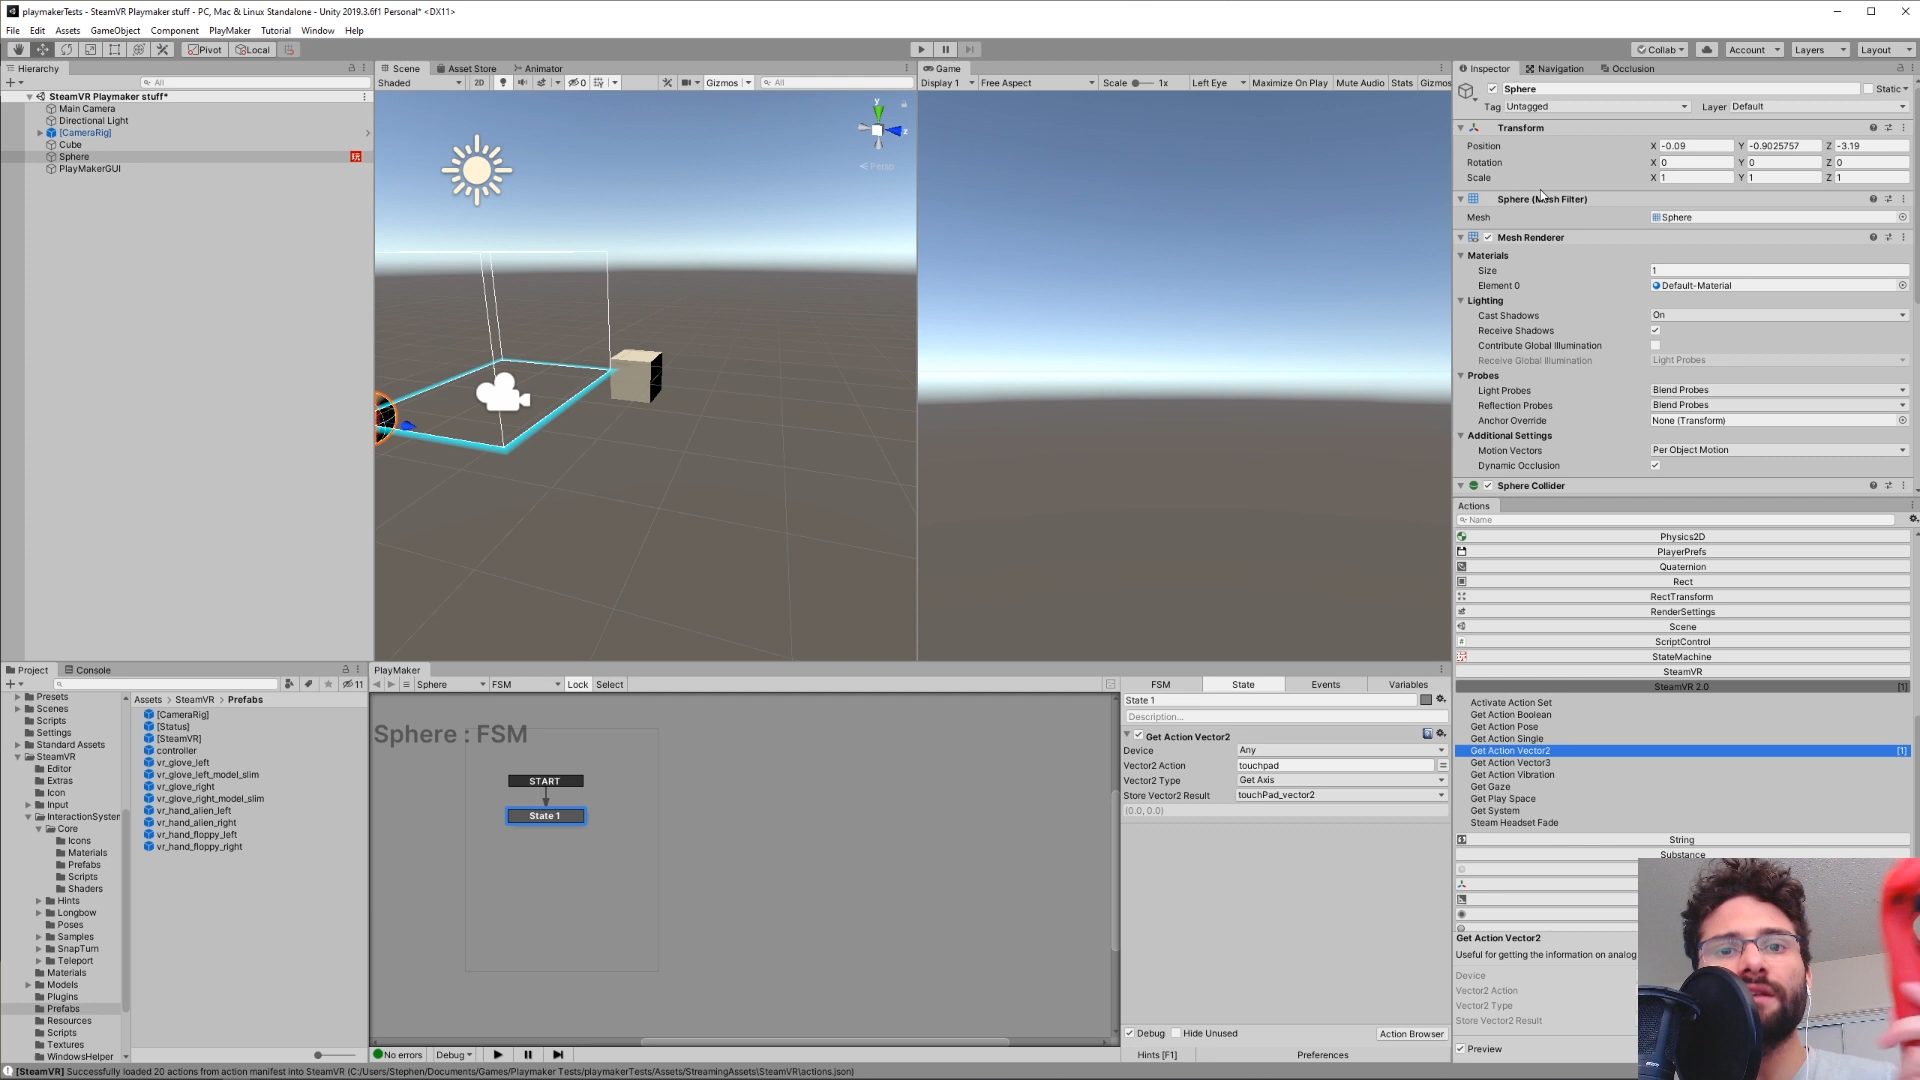 playmakerTests - SteamVR Playmaker stuff - PC, Mac & Linux Standalone - Unity 2019.3.6f1 Personal* <DX11>
File Edit Assets GameObject Component PlayMaker Tutorial Window Help
Pivot Local Collab Account Layers Layout
Hierarchy
All
SteamVR Playmaker stuff*
Main Camera
Directional Light
[CameraRig]
Cube
Sphere
PlayMakerGUI
Scene Asset Store Animator
Shaded 2D 0 Gizmos All
y
z
Persp
Game
Display 1 Free Aspect Scale 1x Left Eye Maximize On Play Mute Audio Stats Gizmos
Inspector Navigation Occlusion
Sphere Static
Tag Untagged Layer Default
Transform
Position X -0.09 Y -0.9025757 Z -3.19
Rotation X 0 Y 0 Z 0
Scale X 1 Y 1 Z 1
Sphere (Mesh Filter)
Mesh Sphere
Mesh Renderer
Materials
Size 1
Element 0 Default-Material
Lighting
Cast Shadows On
Receive Shadows
Contribute Global Illumination
Receive Global Illumination Light Probes
Probes
Light Probes Blend Probes
Reflection Probes Blend Probes
Anchor Override None (Transform)
Additional Settings
Motion Vectors Per Object Motion
Dynamic Occlusion
Sphere Collider
Actions
Name
Physics2D
PlayerPrefs
Quaternion
Rect
RectTransform
RenderSettings
Scene
ScriptControl
StateMachine
SteamVR
SteamVR 2.0 [1]
Activate Action Set
Get Action Boolean
Get Action Pose
Get Action Single
Get Action Vector2 [1]
Get Action Vector3
Get Action Vibration
Get Gaze
Get Play Space
Get System
Steam Headset Fade
String
Substance
Get Action Vector2
Useful for getting the information on analog
Device
Vector2 Action
Vector2 Type
Store Vector2 Result
Preview
Project Console
11
Presets
Scenes
Scripts
Settings
Standard Assets
SteamVR
Editor
Extras
Icon
Input
InteractionSystem
Core
Icons
Materials
Prefabs
Scripts
Shaders
Hints
Longbow
Poses
Samples
SnapTurn
Teleport
Materials
Models
Plugins
Prefabs
Resources
Scripts
Textures
WindowsHelper
Assets > SteamVR > Prefabs
[CameraRig]
[Status]
[SteamVR]
controller
vr_glove_left
vr_glove_left_model_slim
vr_glove_right
vr_glove_right_model_slim
vr_hand_alien_left
vr_hand_alien_right
vr_hand_floppy_left
vr_hand_floppy_right
PlayMaker
Sphere FSM Lock Select
Sphere : FSM
START
State 1
FSM State Events Variables
State 1
Description...
Get Action Vector2
Device Any
Vector2 Action touchpad
Vector2 Type Get Axis
Store Vector2 Result touchPad_vector2
(0.0, 0.0)
Debug Hide Unused Action Browser
No errors Debug Hints [F1] Preferences
[SteamVR] Successfully loaded 20 actions from action manifest into SteamVR (C:/Users/Stephen/Documents/Games/Playmaker Tests/playmakerTests/Assets/StreamingAssets\SteamVR\actions.json)